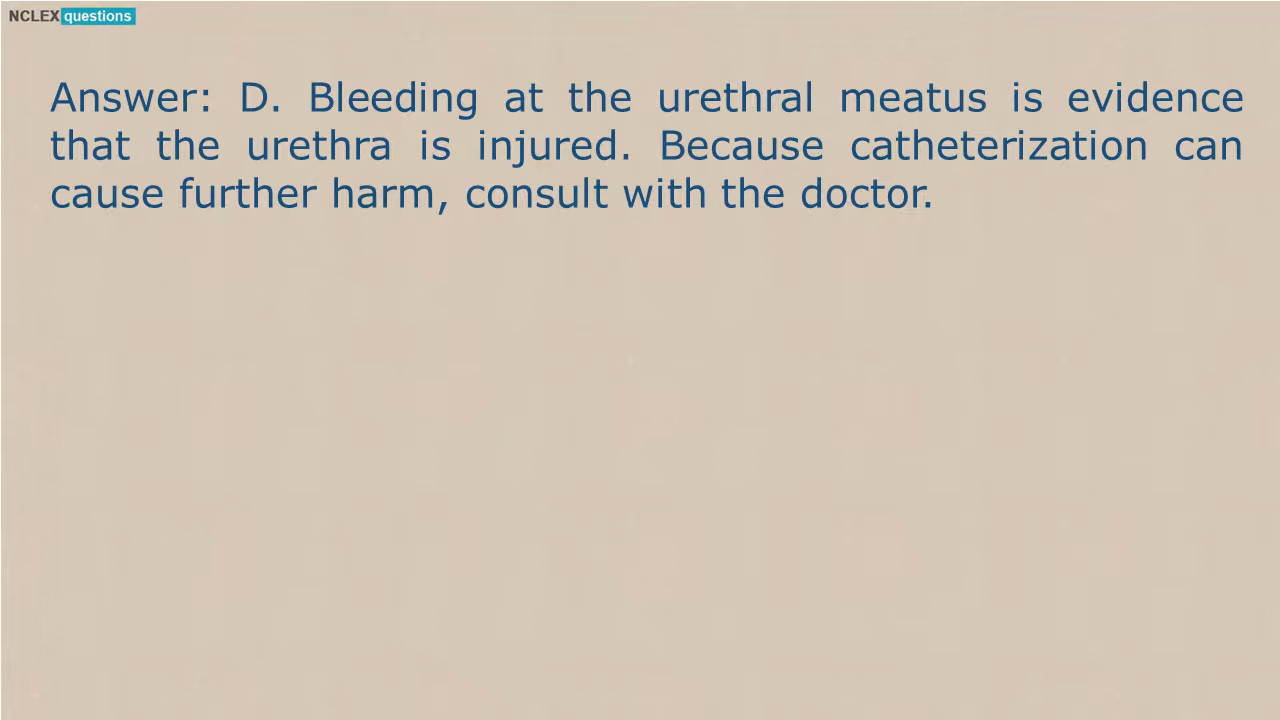 NCLEX questions
Answer: D. Bleeding at the urethral meatus is evidence
that the urethra is injured. Because catheterization can
cause further harm, consult with the doctor.